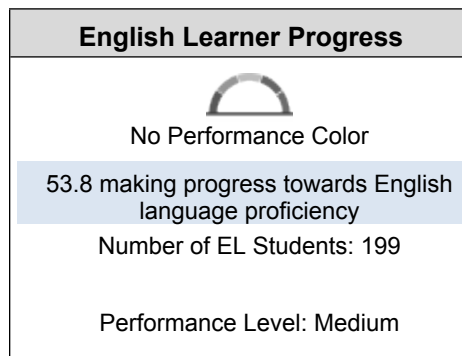 English Learner Progress
No Performance Color
53.8 making progress towards English
language proficiency
Number of EL Students: 199
Performance Level: Medium